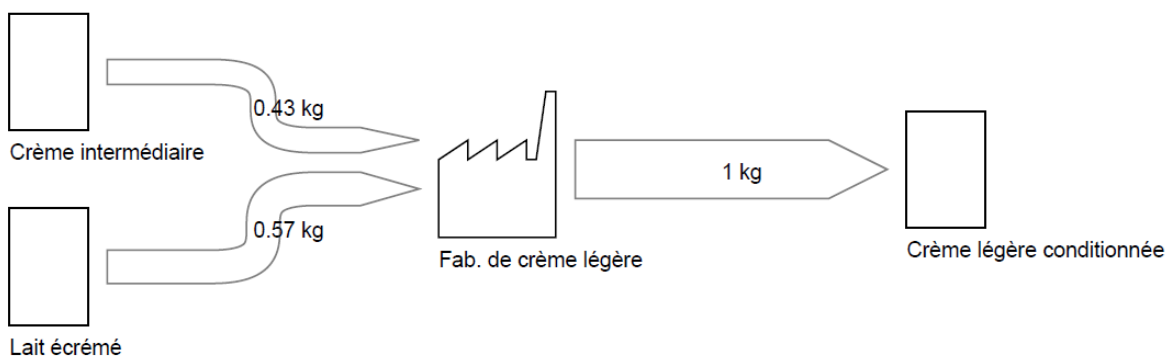 0.43 kg
Crème intermédiaire
0.57 kg
Lait écrémé
Fab. de crème légère
1 kg
Crème légère conditionnée